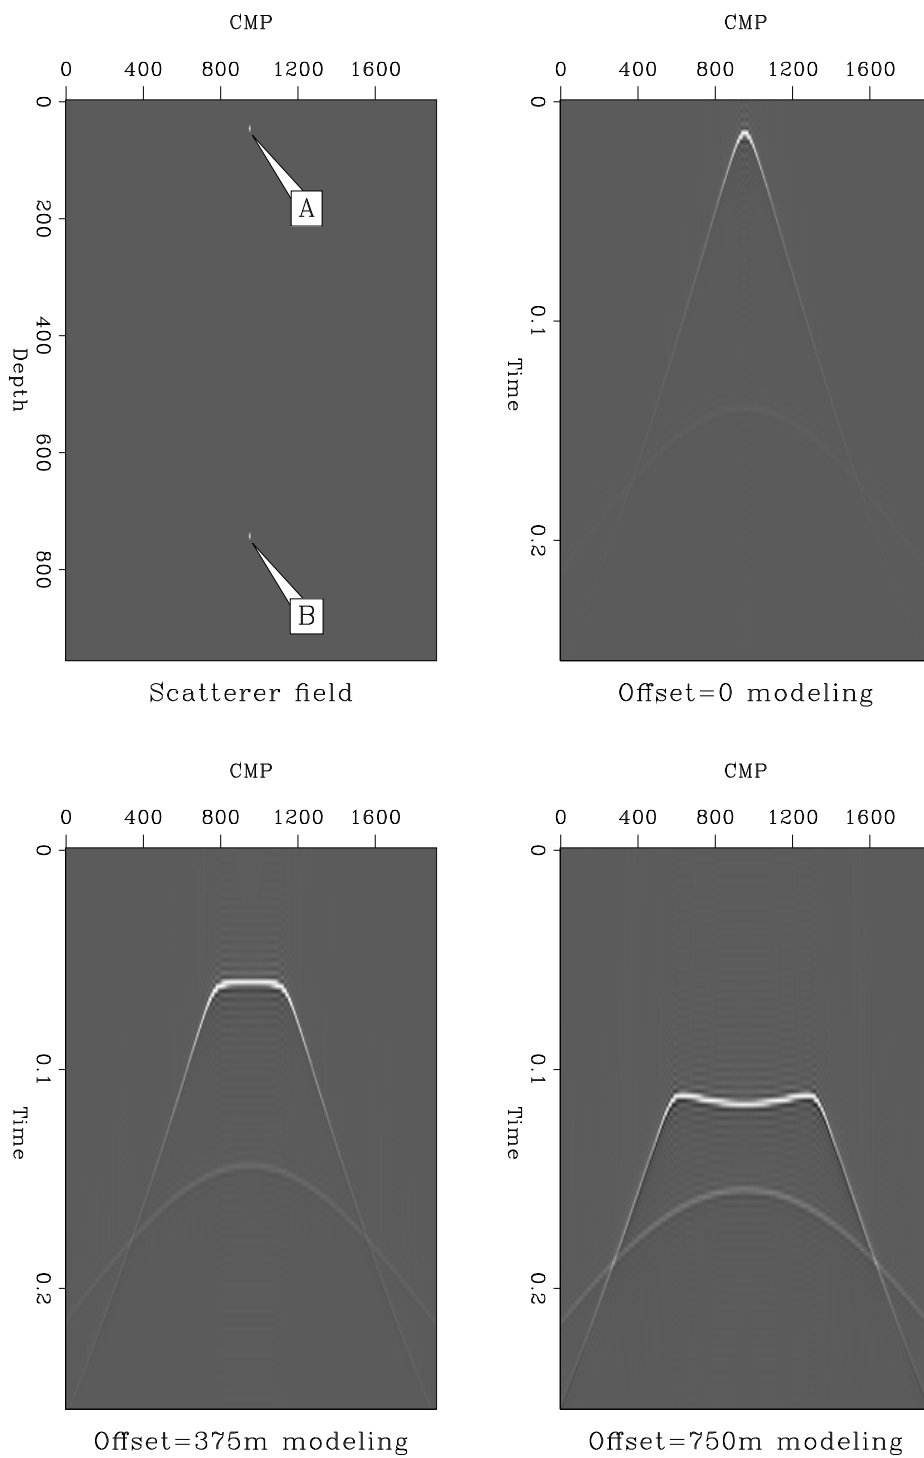 CMP
0 400 800 1200 1600
0
200
400
600
800
Depth
A
B
Scatterer field
CMP
0 400 800 1200 1600
0
0.1
0.2
Time
Offset=0 modeling
CMP
0 400 800 1200 1600
0
0.1
0.2
Time
Offset=375m modeling
CMP
0 400 800 1200 1600
0
0.1
0.2
Time
Offset=750m modeling